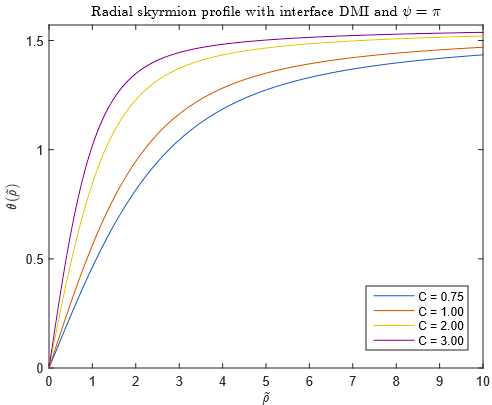 Radial skyrmion profile with interface DMI and ψ = π
1.5
1
0.5
0
θ(ρ̃)
0 1 2 3 4 5 6 7 8 9 10
ρ̃
C = 0.75
C = 1.00
C = 2.00
C = 3.00